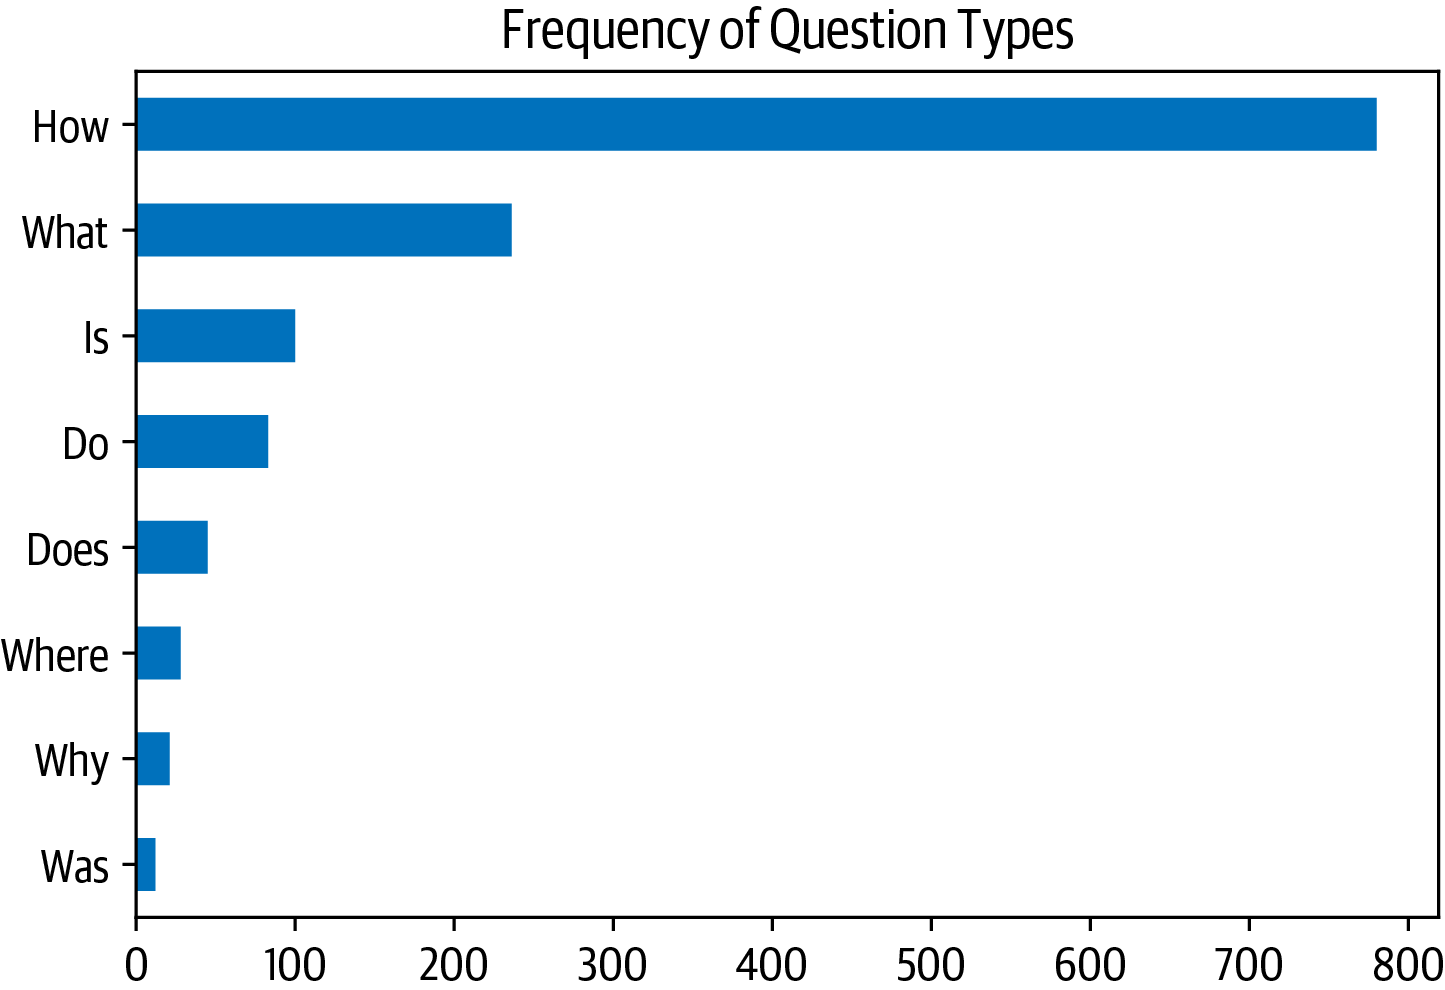 Frequency of Question Types
How
What
Is
Do
Does
Where
Why
Was
0 100 200 300 400 500 600 700 800